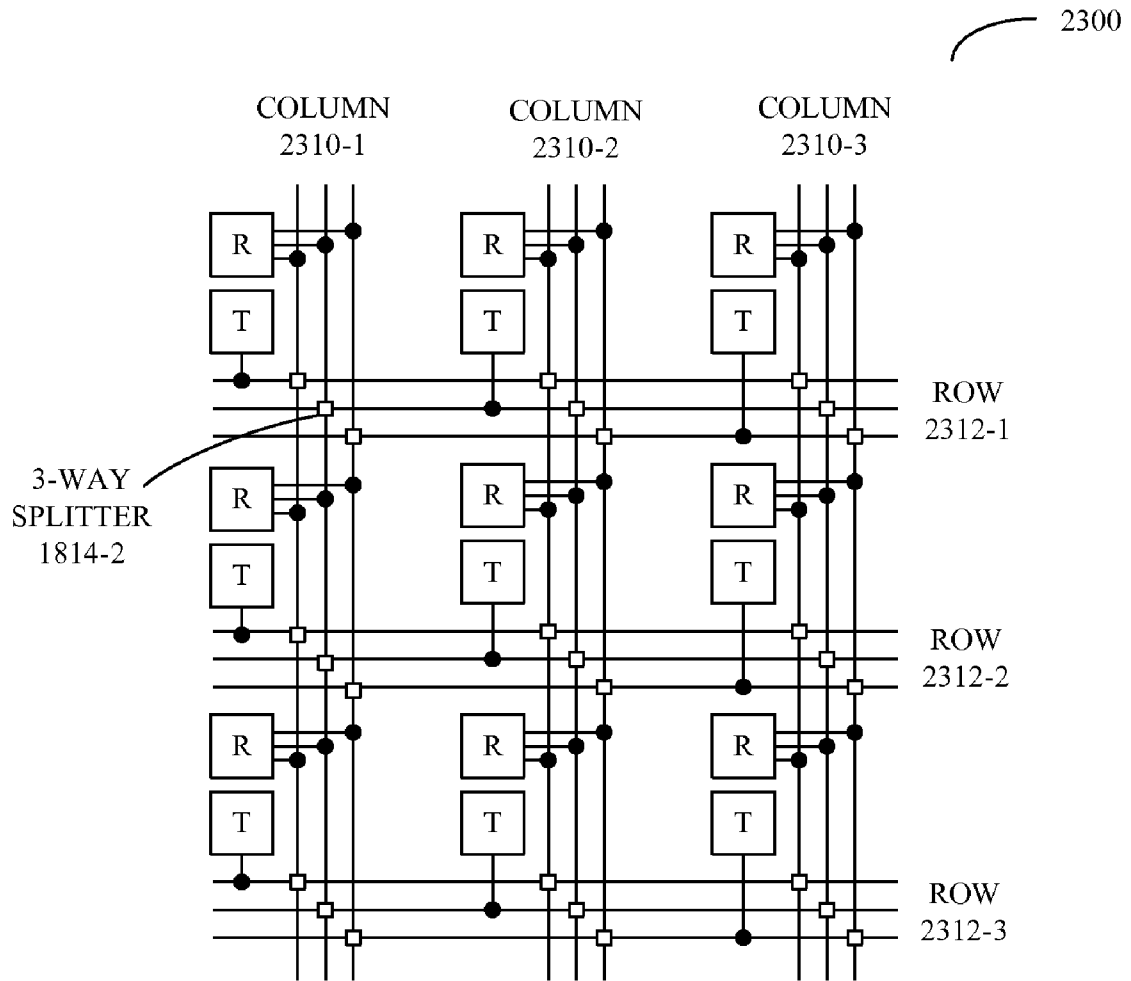 2300
COLUMN
2310-1
COLUMN
2310-2
COLUMN
2310-3
R
R
R
T
T
T
ROW
2312-1
3-WAY
SPLITTER
1814-2
R
R
R
T
T
T
ROW
2312-2
R
R
R
T
T
T
ROW
2312-3